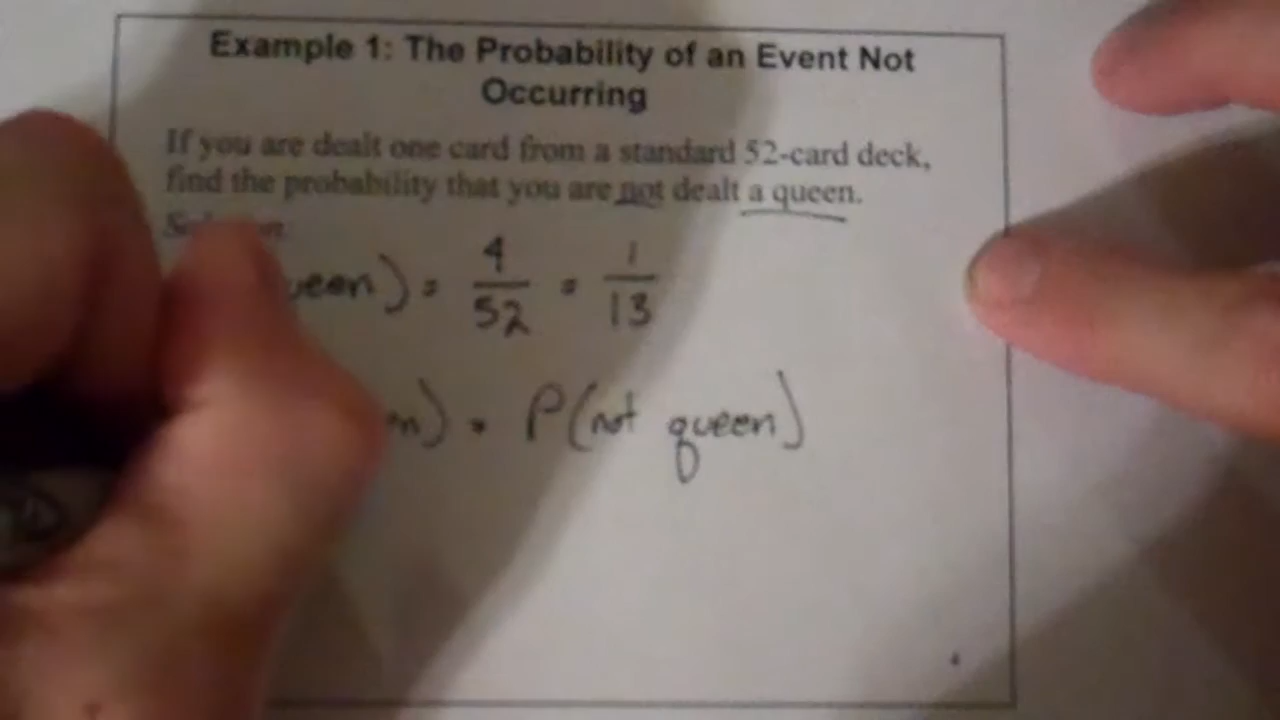 Example 1: The Probability of an Event Not
Occurring
If you are dealt one card from a standard 52-card deck,
find the probability that you are not dealt a queen.
ueen) = 4/52 = 1/13
n) = P(not queen)